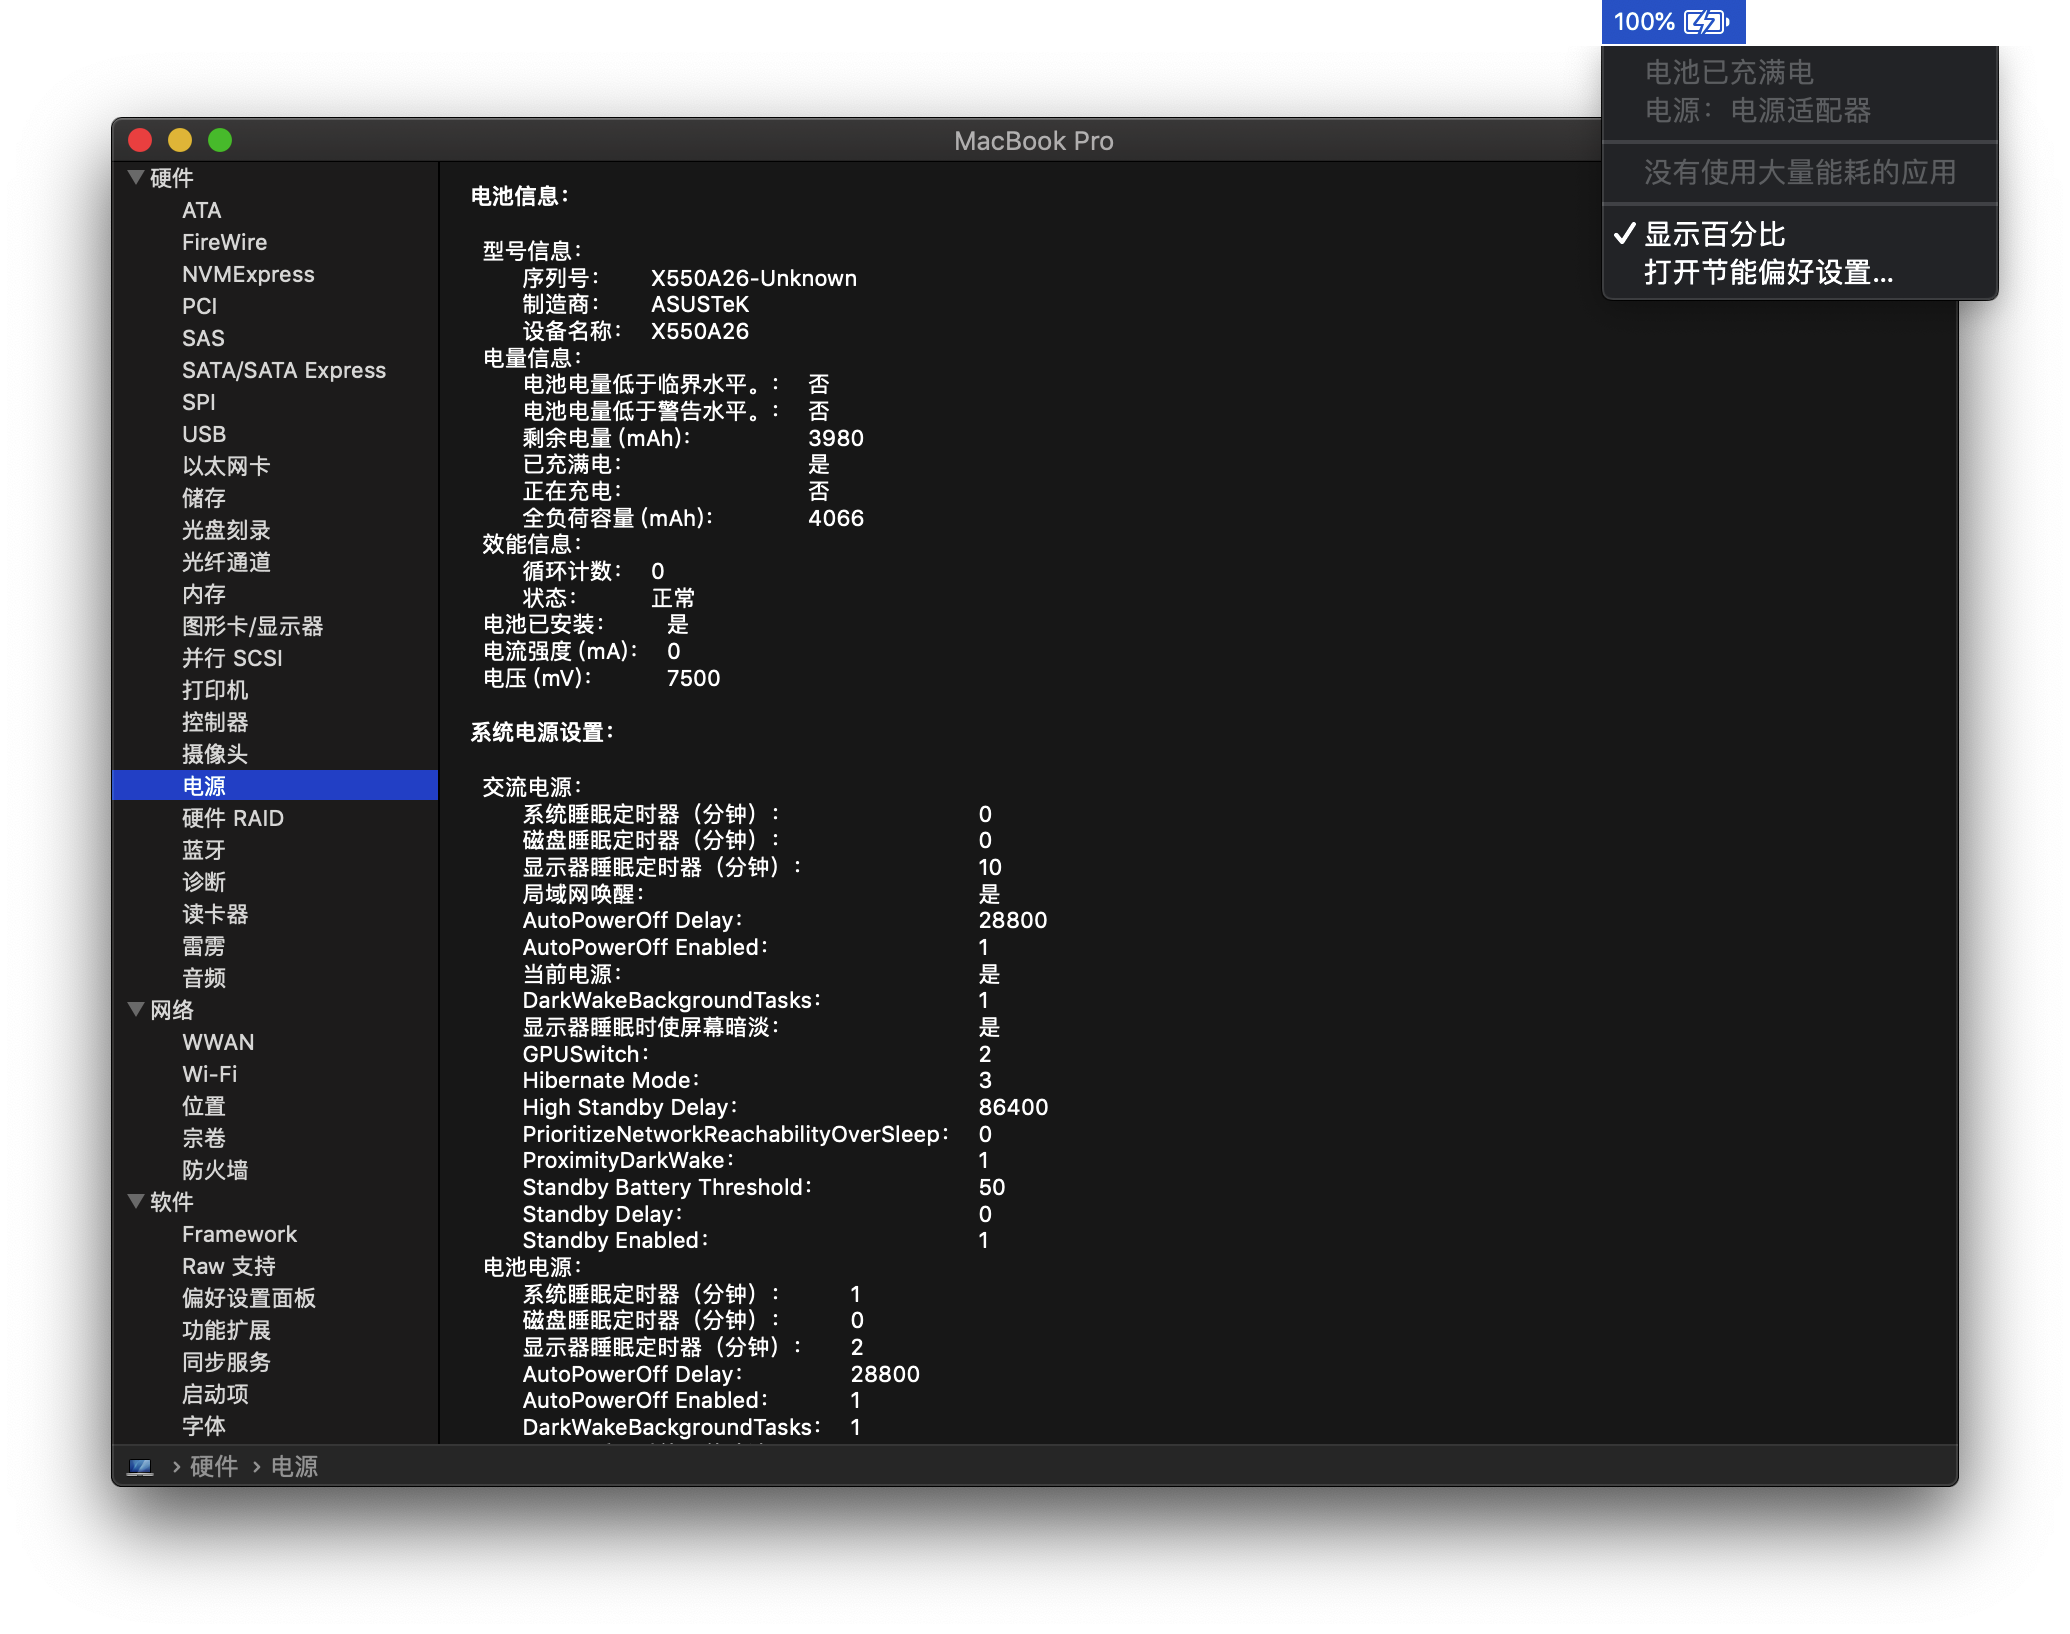 100%
电池已充满电
电源：电源适配器
没有使用大量能耗的应用
✓ 显示百分比
打开节能偏好设置...
MacBook Pro
硬件
ATA
FireWire
NVMExpress
PCI
SAS
SATA/SATA Express
SPI
USB
以太网卡
储存
光盘刻录
光纤通道
内存
图形卡/显示器
并行 SCSI
打印机
控制器
摄像头
电源
硬件 RAID
蓝牙
诊断
读卡器
雷雳
音频
网络
WWAN
Wi-Fi
位置
宗卷
防火墙
软件
Framework
Raw 支持
偏好设置面板
功能扩展
同步服务
启动项
字体
电池信息：
型号信息：
序列号： X550A26-Unknown
制造商： ASUSTeK
设备名称： X550A26
电量信息：
电池电量低于临界水平。： 否
电池电量低于警告水平。： 否
剩余电量 (mAh)： 3980
已充满电： 是
正在充电： 否
全负荷容量 (mAh)： 4066
效能信息：
循环计数： 0
状态： 正常
电池已安装： 是
电流强度 (mA)： 0
电压 (mV)： 7500
系统电源设置：
交流电源：
系统睡眠定时器（分钟）： 0
磁盘睡眠定时器（分钟）： 0
显示器睡眠定时器（分钟）： 10
局域网唤醒： 是
AutoPowerOff Delay： 28800
AutoPowerOff Enabled： 1
当前电源： 是
DarkWakeBackgroundTasks： 1
显示器睡眠时使屏幕暗淡： 是
GPUSwitch： 2
Hibernate Mode： 3
High Standby Delay： 86400
PrioritizeNetworkReachabilityOverSleep： 0
ProximityDarkWake： 1
Standby Battery Threshold： 50
Standby Delay： 0
Standby Enabled： 1
电池电源：
系统睡眠定时器（分钟）： 1
磁盘睡眠定时器（分钟）： 0
显示器睡眠定时器（分钟）： 2
AutoPowerOff Delay： 28800
AutoPowerOff Enabled： 1
DarkWakeBackgroundTasks： 1
› 硬件 › 电源